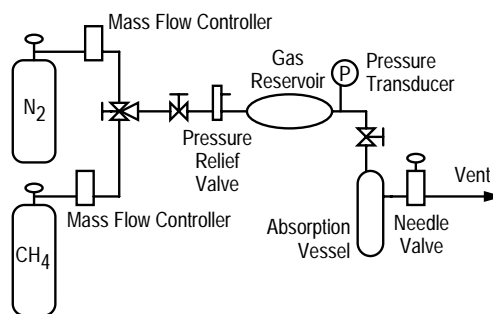 Mass Flow Controller
N2
Gas
Reservoir
P
Pressure
Transducer
Pressure
Relief
Valve
Mass Flow Controller
CH4
Absorption
Vessel
Needle
Valve
Vent